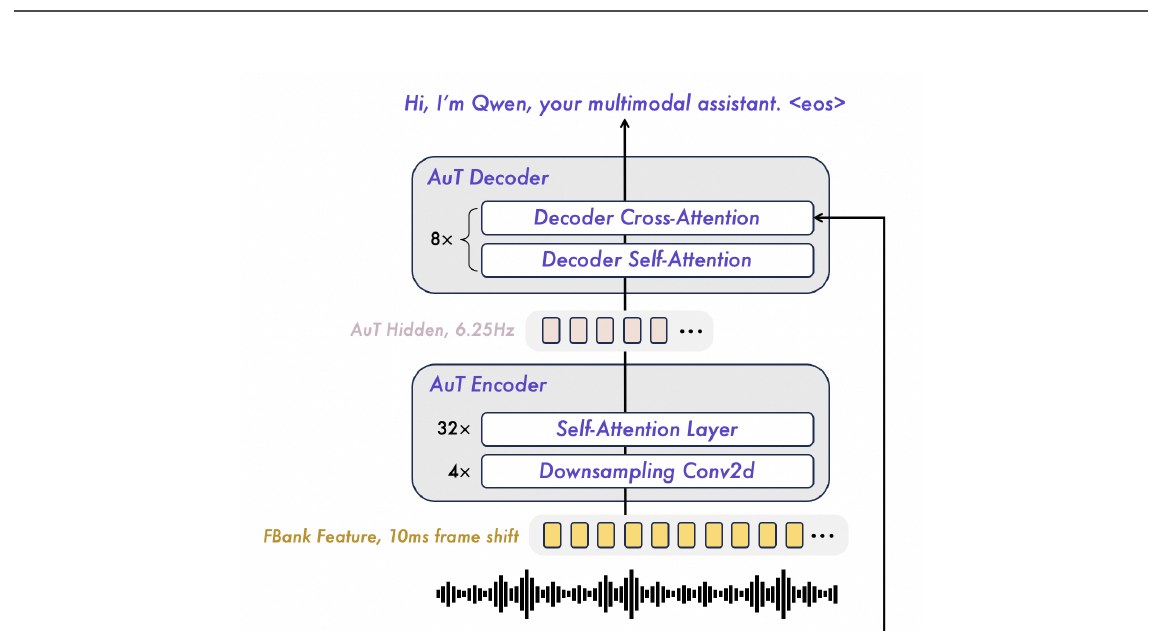 Hi, I'm Qwen, your multimodal assistant. <eos>
AuT Decoder
Decoder Cross-Attention
8×
Decoder Self-Attention
AuT Hidden, 6.25Hz
AuT Encoder
32× Self-Attention Layer
4× Downsampling Conv2d
FBank Feature, 10ms frame shift